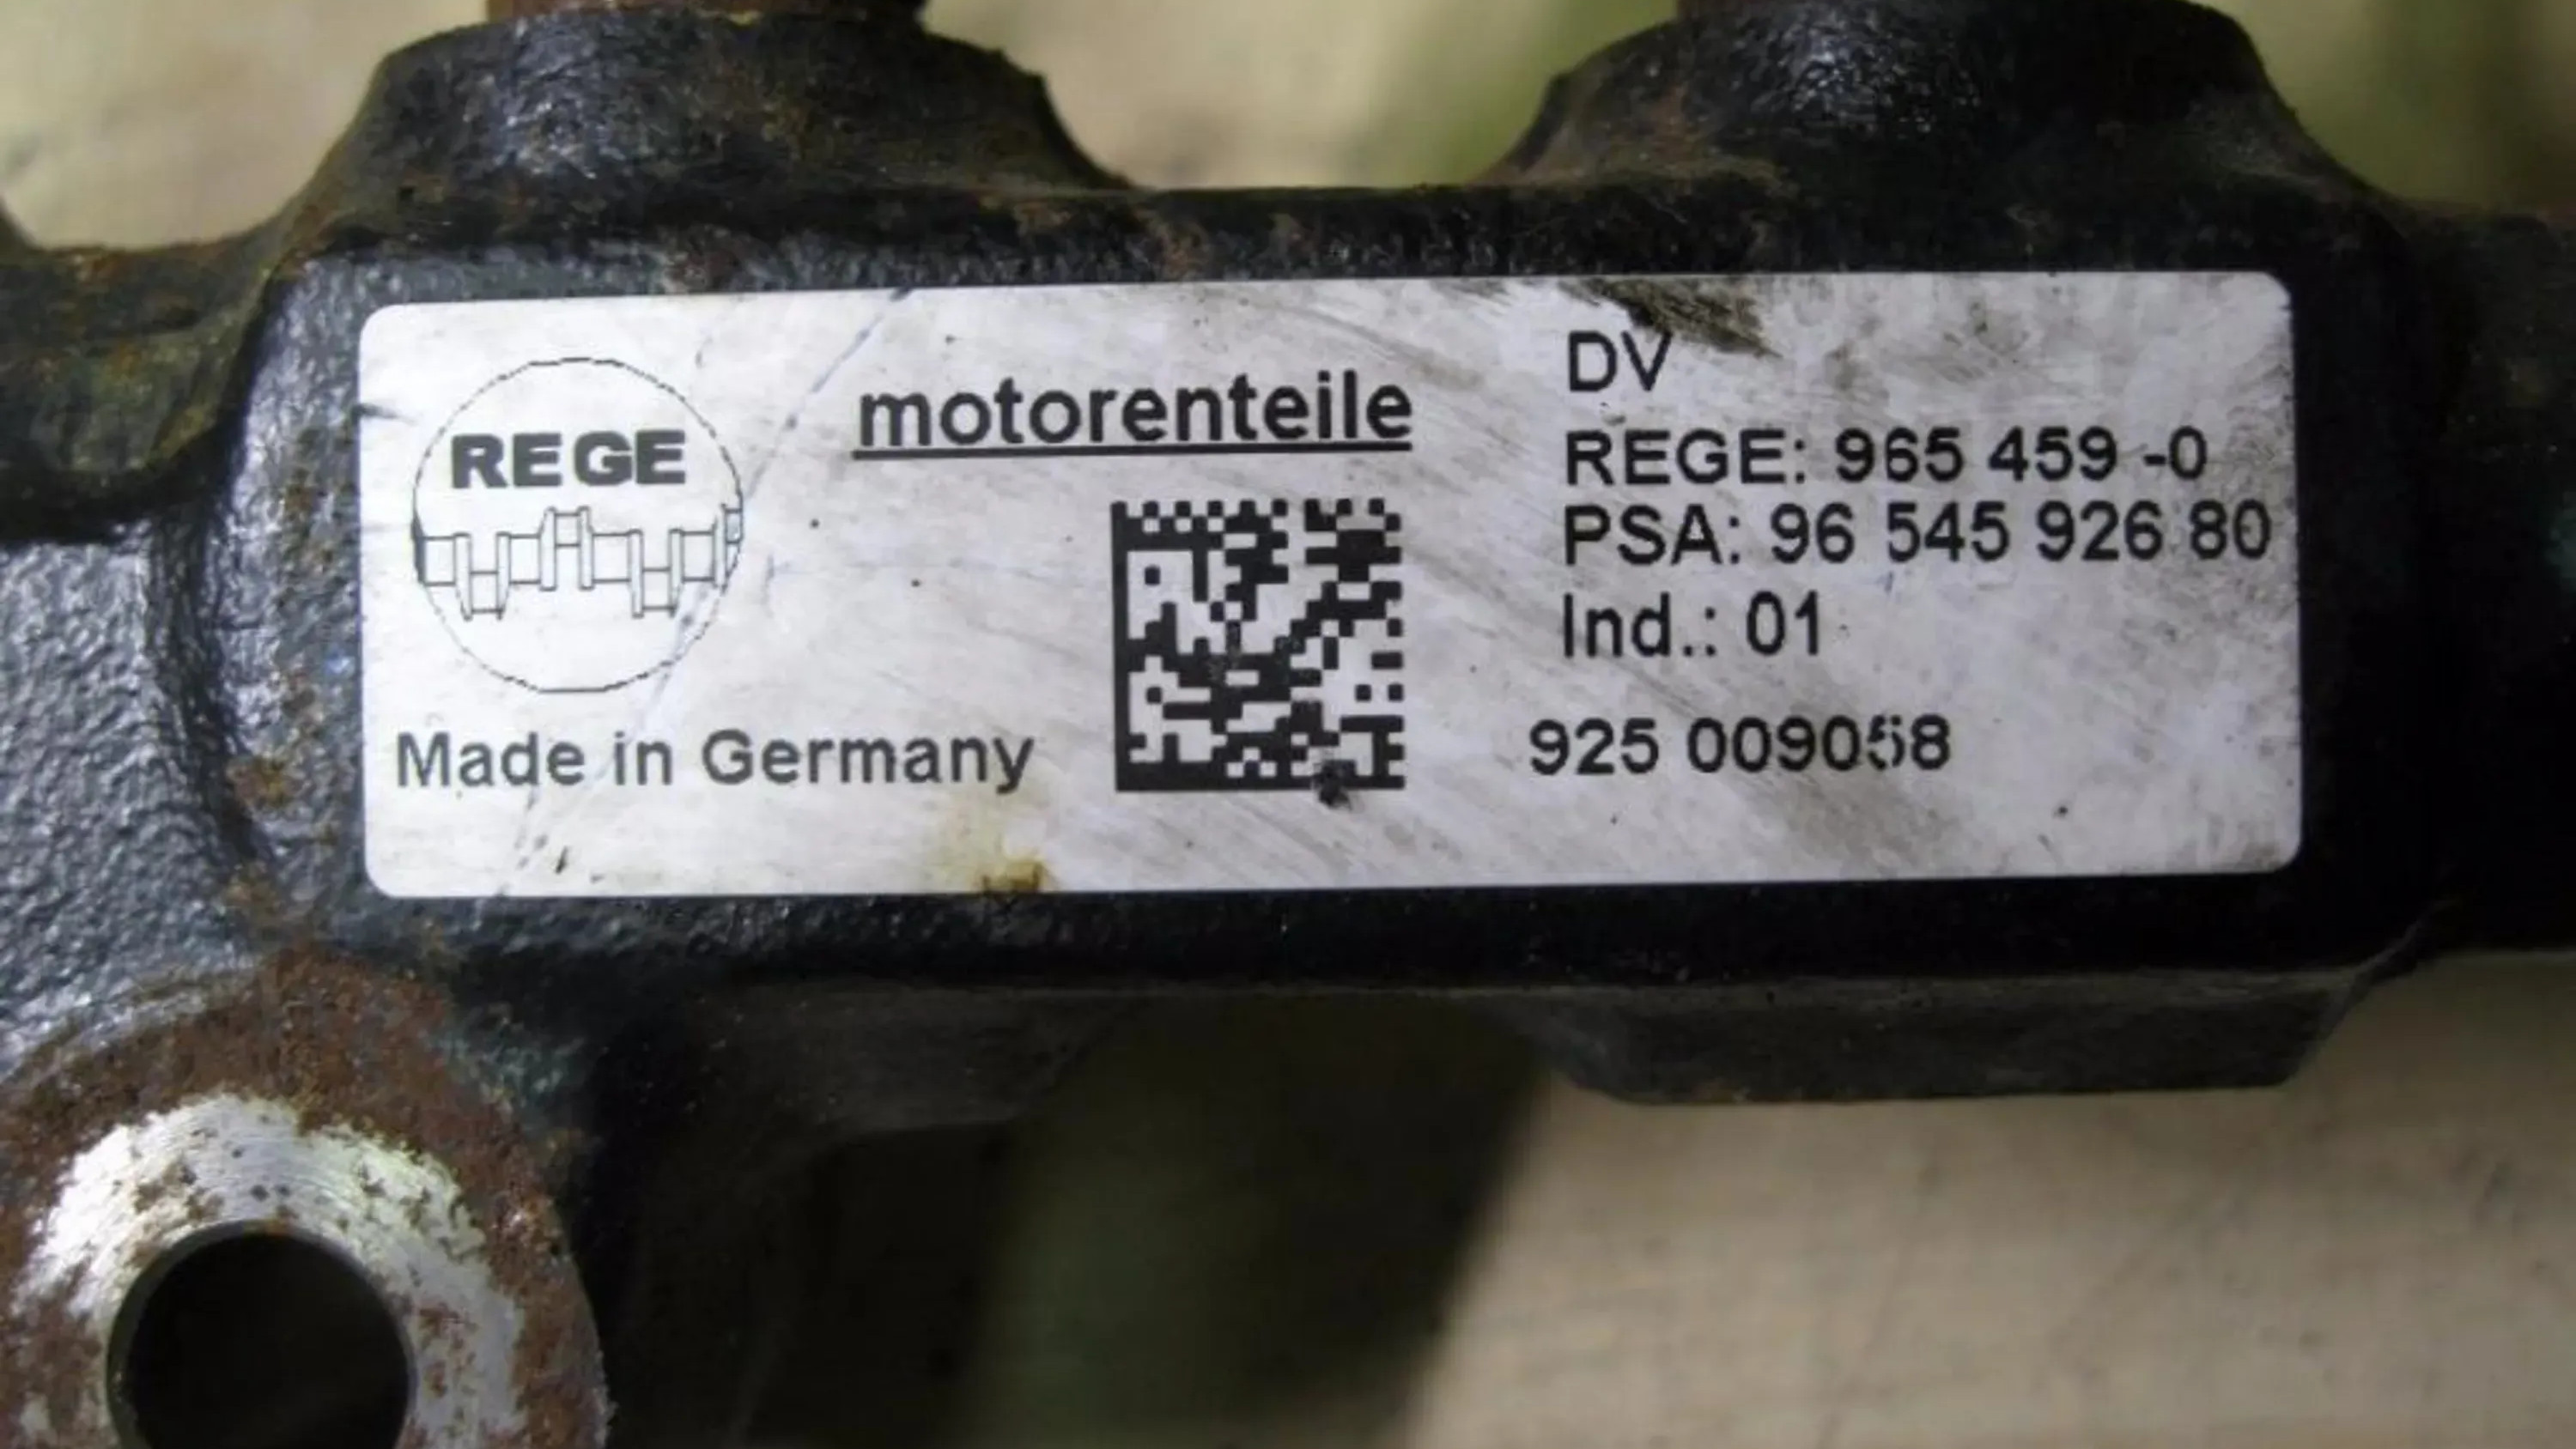 REGE
motorenteile
Made in Germany
DV
REGE: 965 459 -0
PSA: 96 545 926 80
Ind.: 01
925 009058